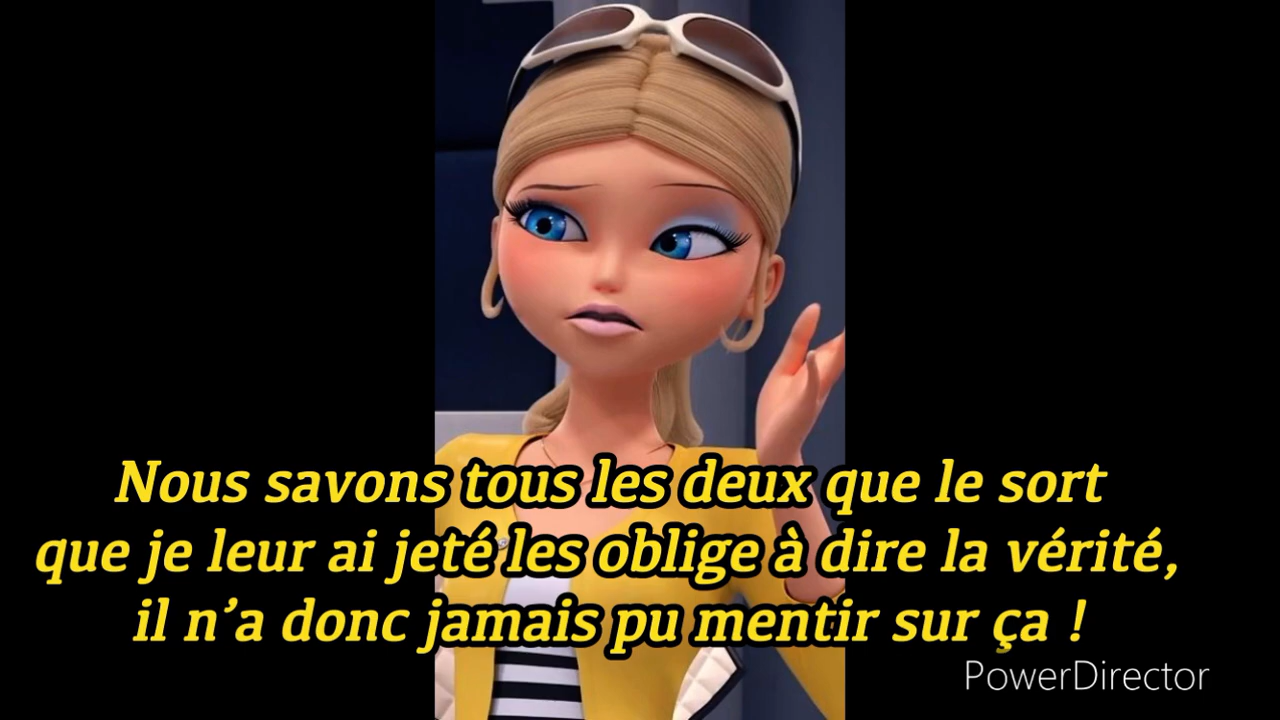 Nous savons tous les deux que le sort
que je leur ai jeté les oblige à dire la vérité,
il n’a donc jamais pu mentir sur ça !
PowerDirector